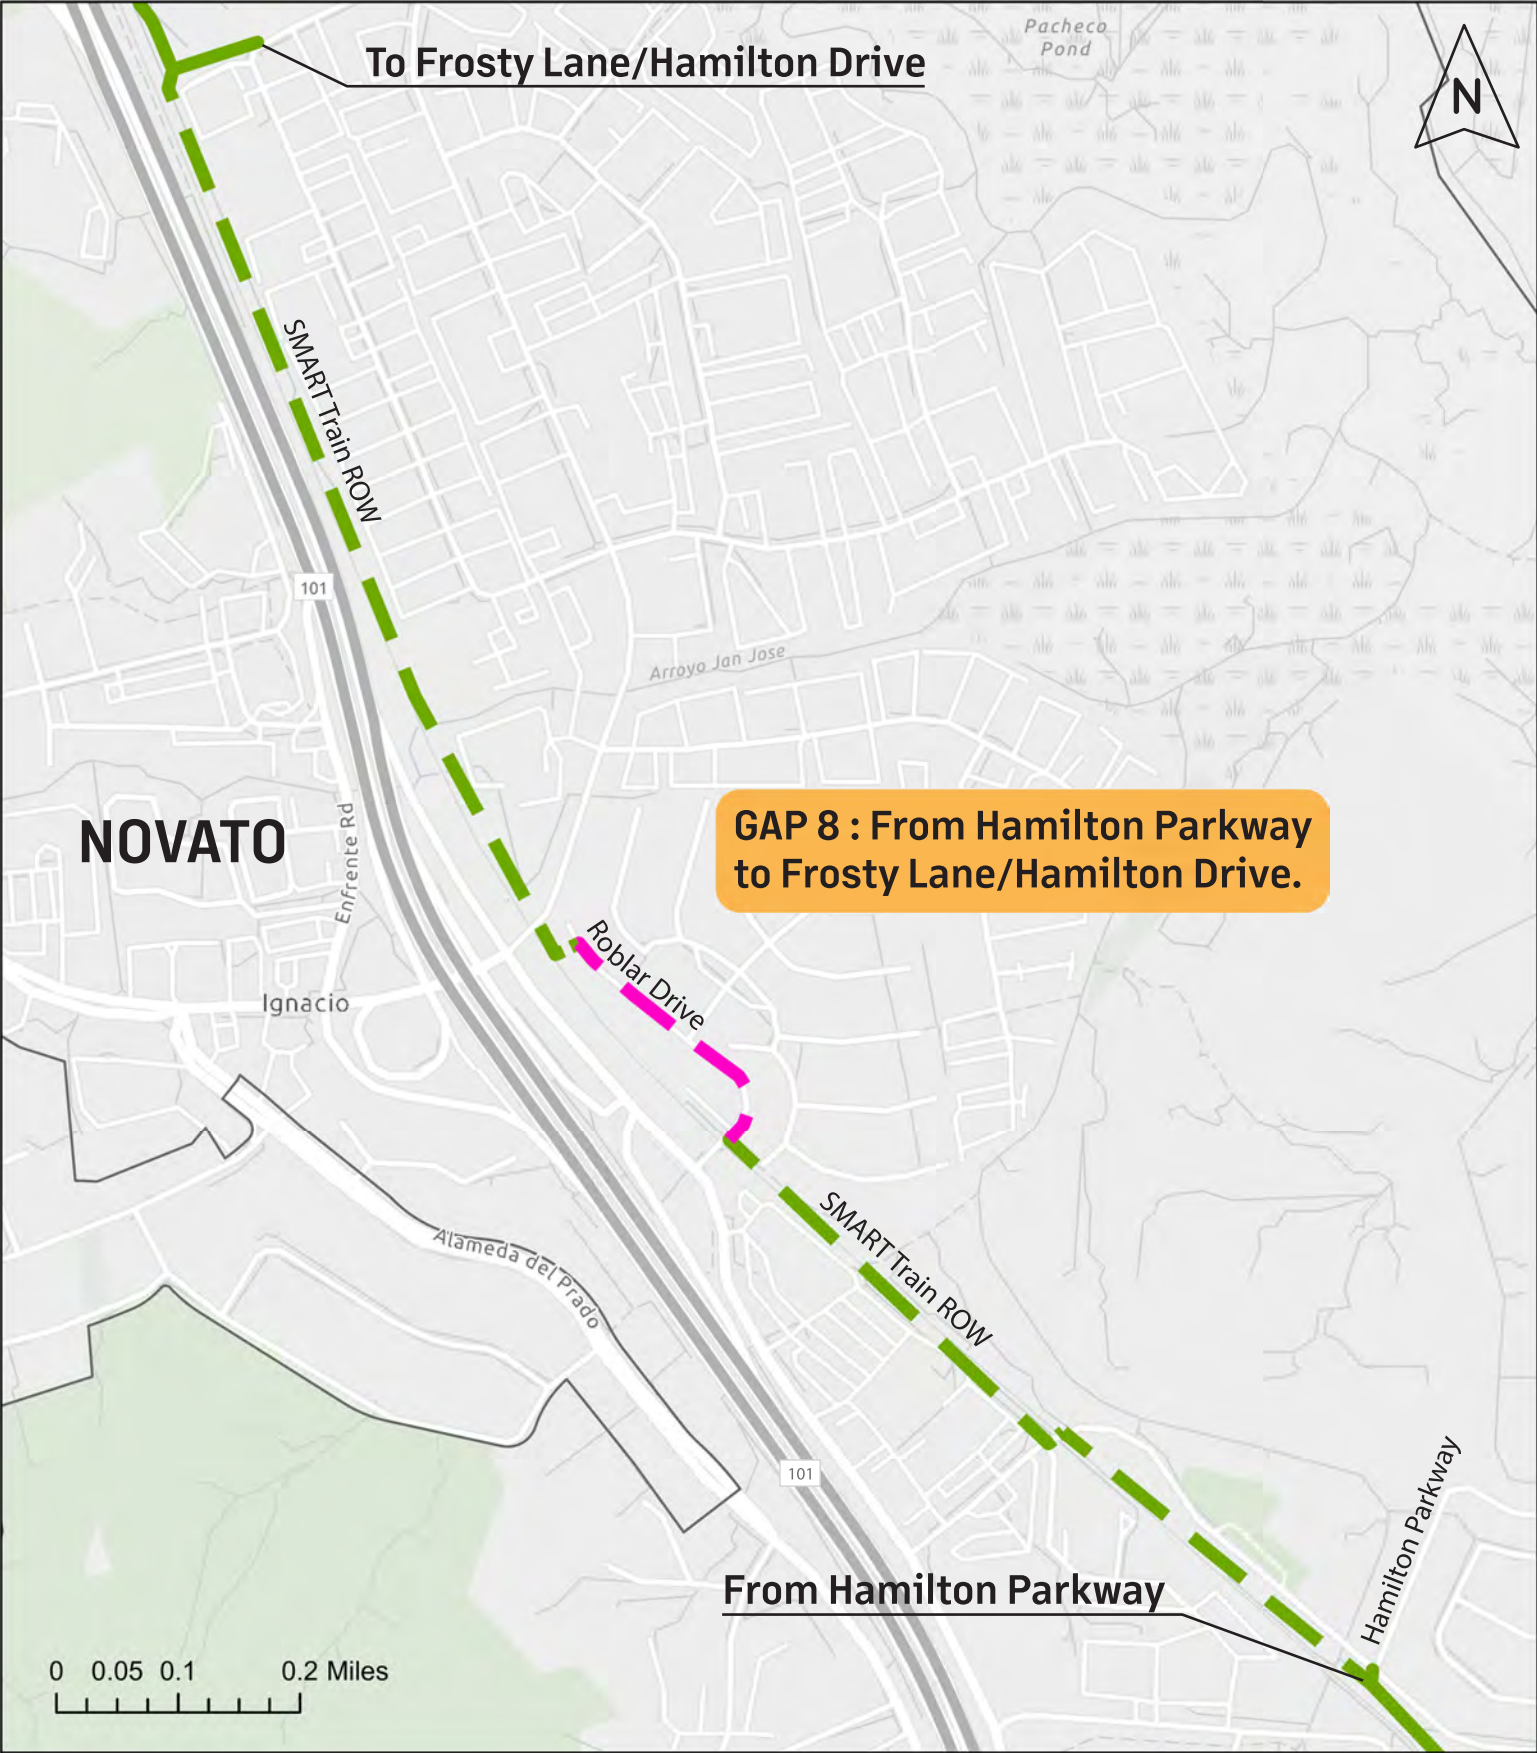 Pacheco
Pond
To Frosty Lane/Hamilton Drive
N
SMART Train ROW
101
Arroyo Jan Jose
GAP 8 : From Hamilton Parkway
to Frosty Lane/Hamilton Drive.
NOVATO
Enfrente Rd
Roblar Drive
Ignacio
SMART Train ROW
Alameda del Prado
101
Hamilton Parkway
From Hamilton Parkway
0 0.05 0.1 0.2 Miles